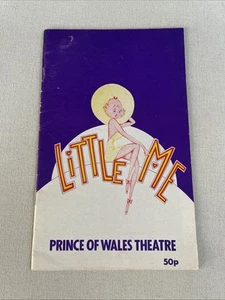 LITTLE ME
PRINCE OF WALES THEATRE
50p